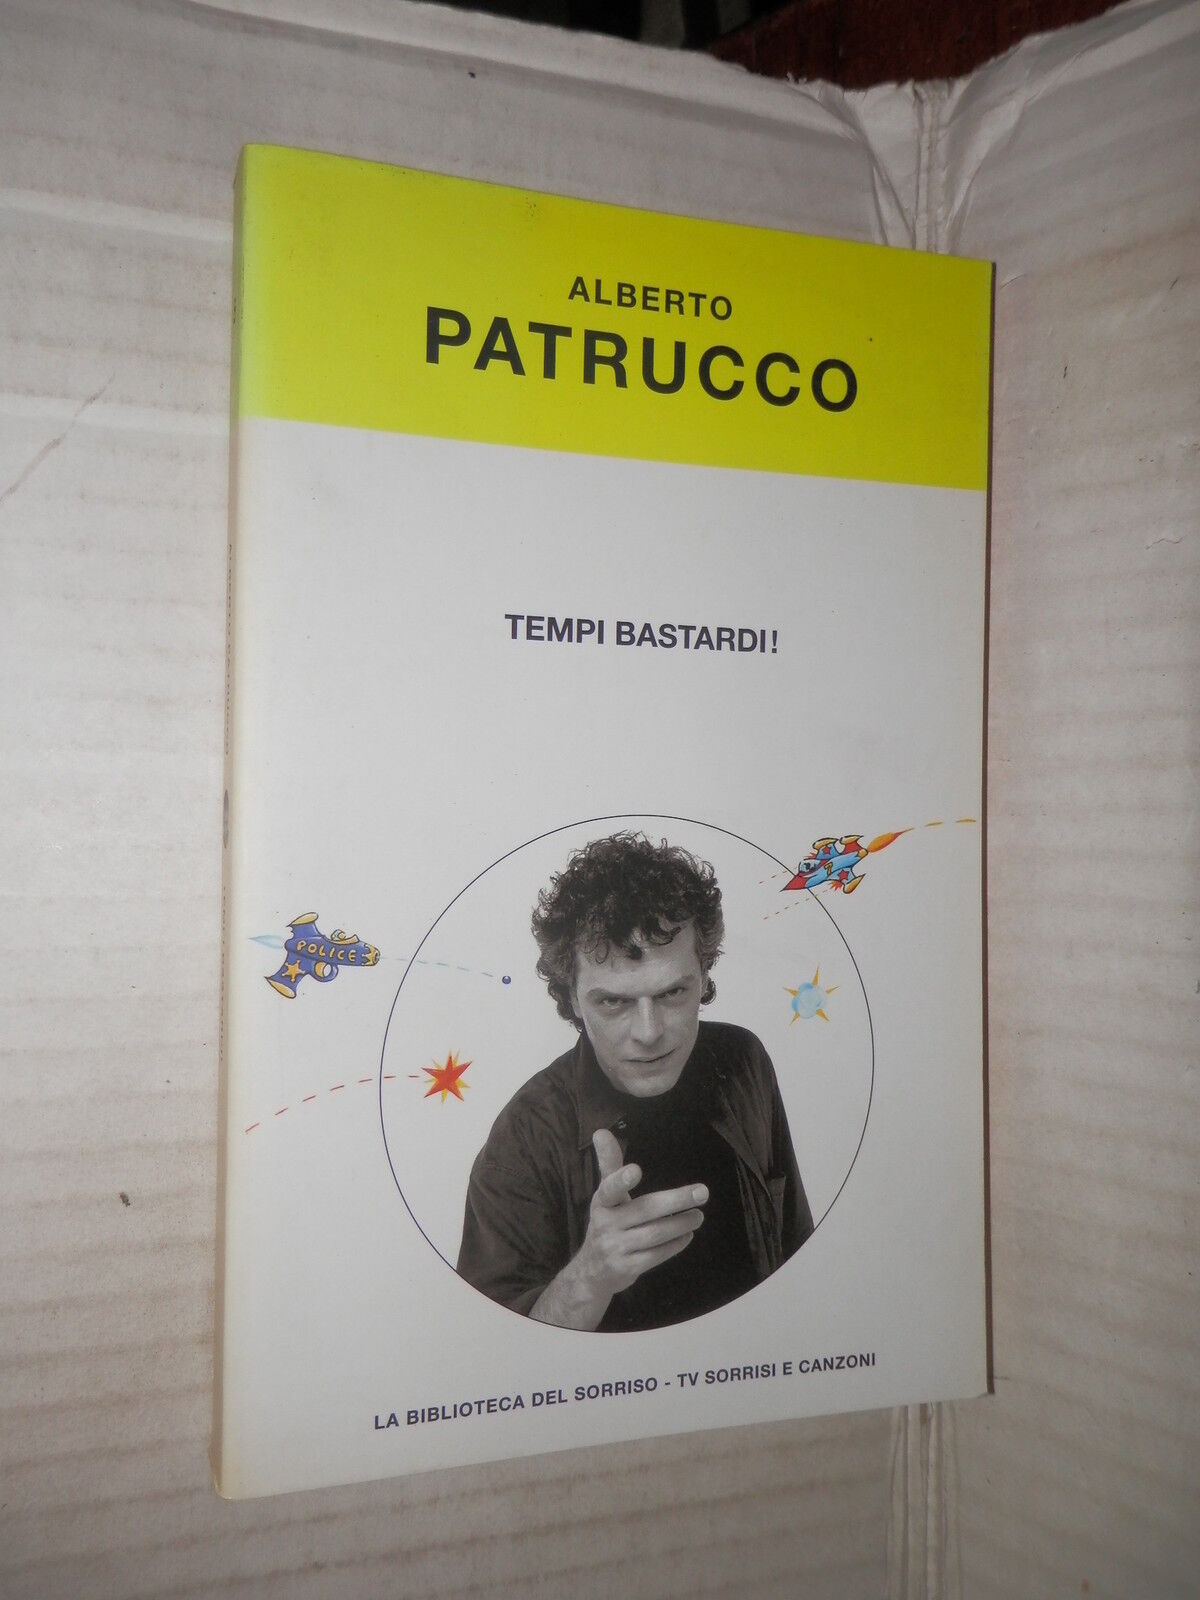 ALBERTO
PATRUCCO
TEMPI BASTARDI!
POLICE
LA BIBLIOTECA DEL SORRISO - TV SORRISI E CANZONI